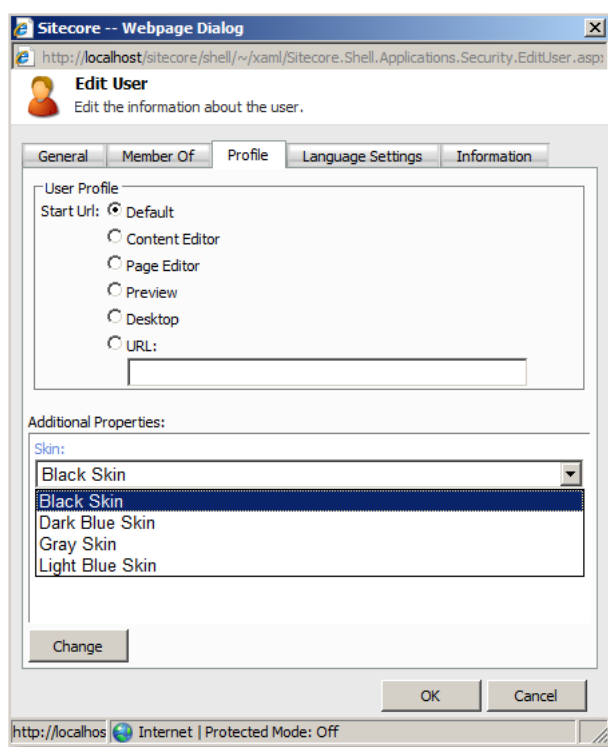 Sitecore -- Webpage Dialog
http://localhost/sitecore/shell/~/xaml/Sitecore.Shell.Applications.Security.EditUser.asp
Edit User
Edit the information about the user.
General Member Of Profile Language Settings Information
User Profile
Start Url: Default
Content Editor
Page Editor
Preview
Desktop
URL:
Additional Properties:
Skin:
Black Skin
Black Skin
Dark Blue Skin
Gray Skin
Light Blue Skin
Change
OK Cancel
http://localhos Internet | Protected Mode: Off